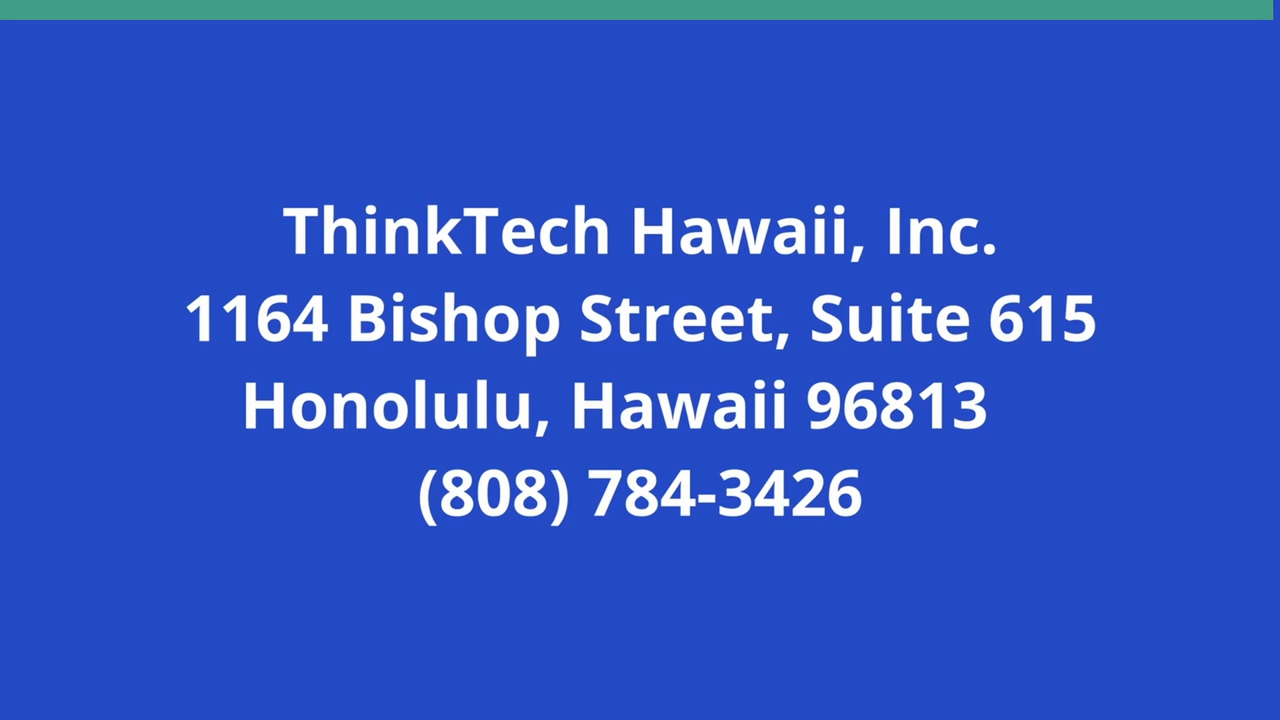 ThinkTech Hawaii, Inc.
1164 Bishop Street, Suite 615
Honolulu, Hawaii 96813
(808) 784-3426